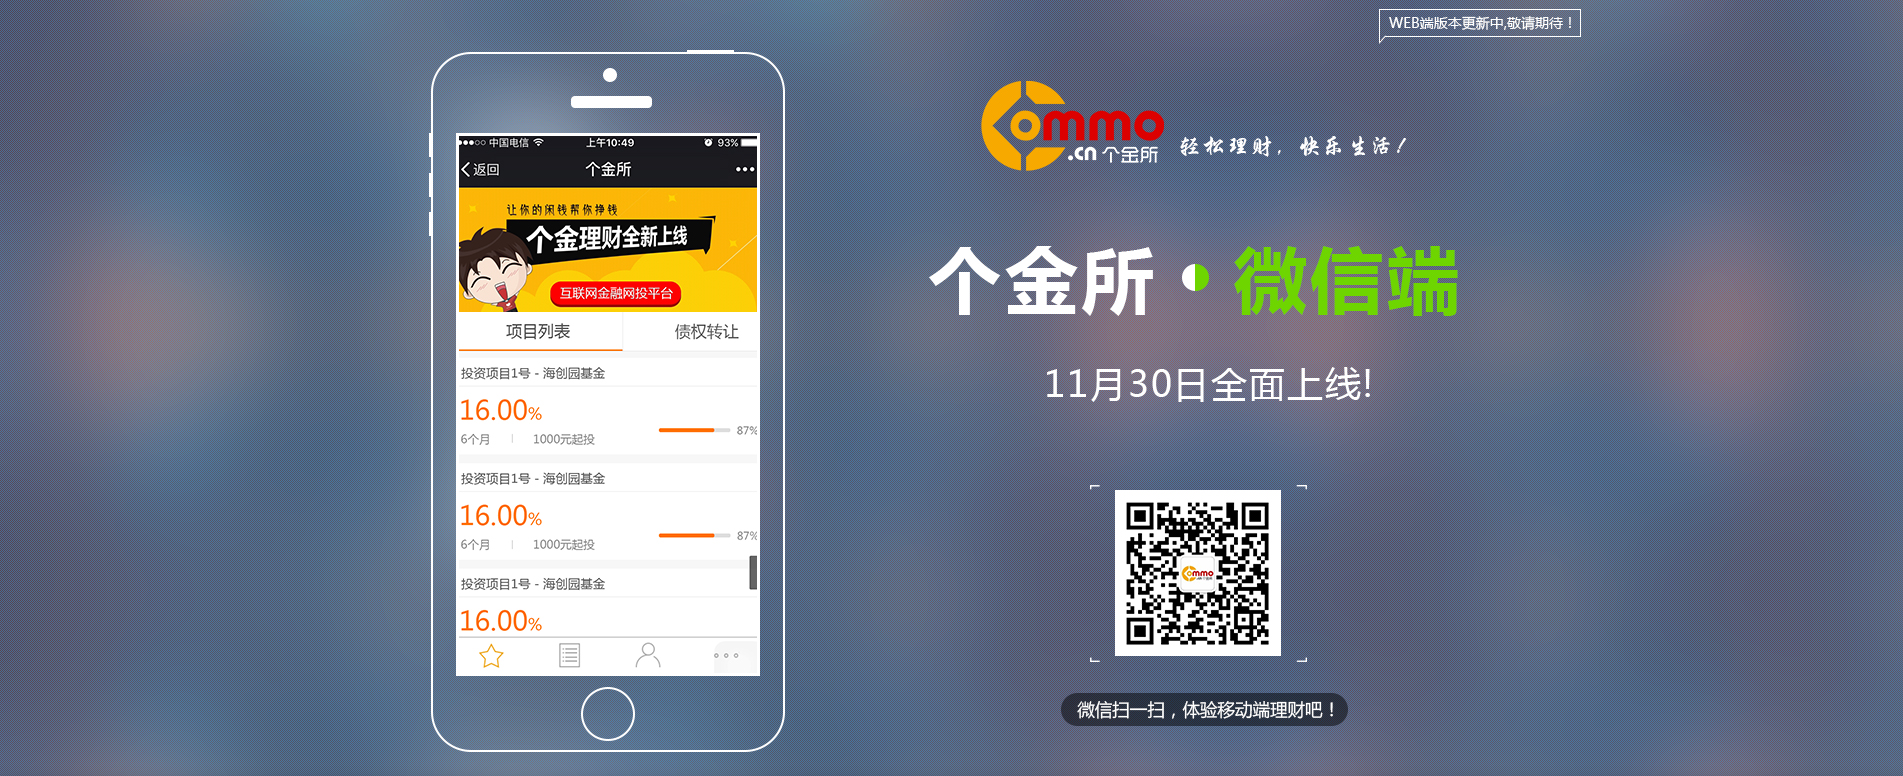 WEB端版本更新中,敬请期待！
中国电信 上午10:49 93%
返回 个金所
让你的闲钱帮你挣钱
个金理财全新上线
互联网金融网投平台
项目列表 债权转让
投资项目1号 - 海创园基金
16.00%
6个月 1000元起投 87%
投资项目1号 - 海创园基金
16.00%
6个月 1000元起投 87%
投资项目1号 - 海创园基金
16.00%
ommo
.cn 个金所
轻松理财，快乐生活！
个金所·微信端
11月30日全面上线!
ommo
.cn 个金所
微信扫一扫，体验移动端理财吧！